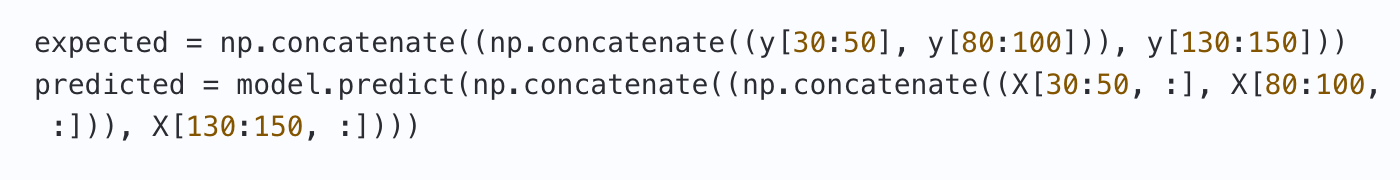 expected = np.concatenate((np.concatenate((y[30:50], y[80:100])), y[130:150]))
predicted = model.predict(np.concatenate((np.concatenate((X[30:50, :], X[80:100,
 :])), X[130:150, :])))